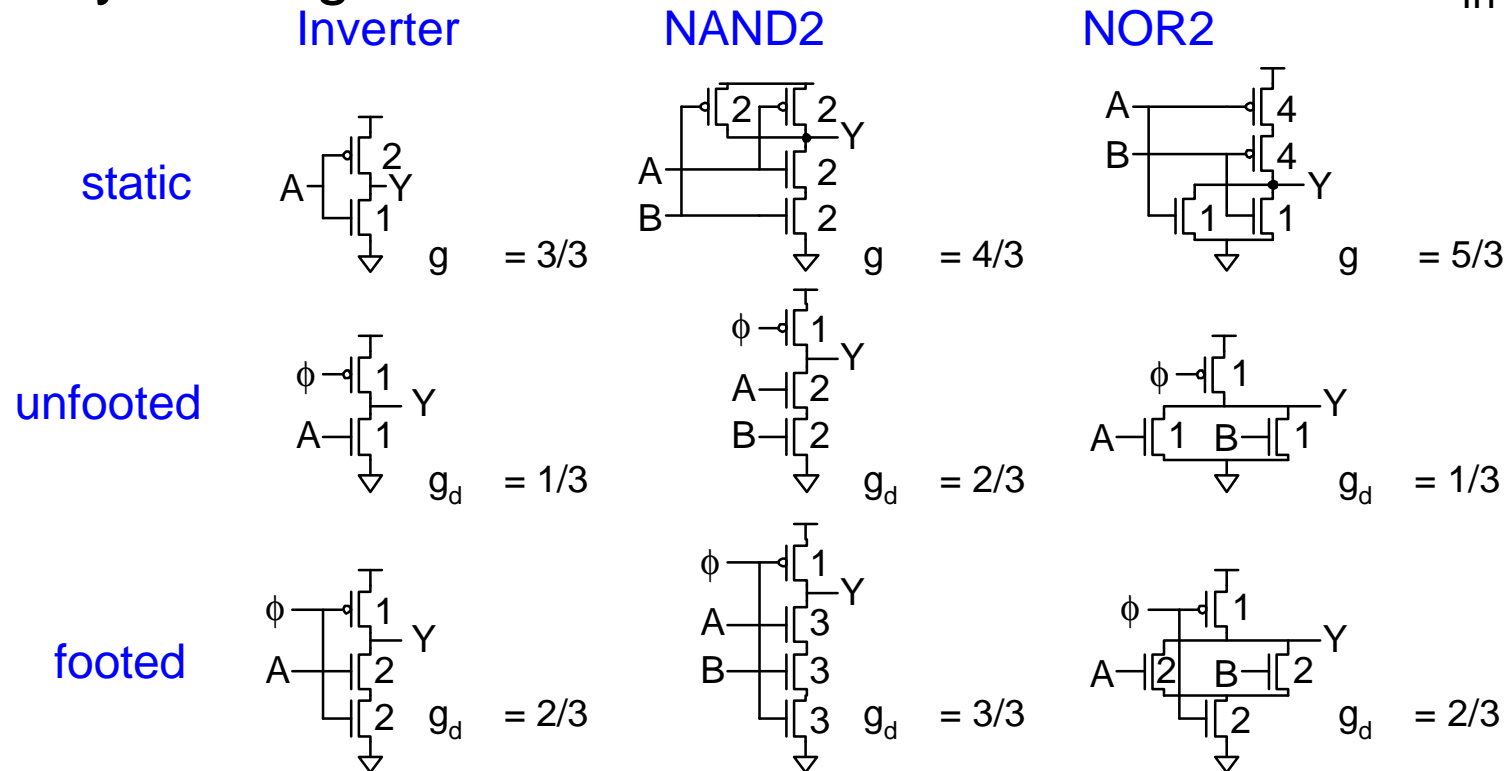 Inverter NAND2 NOR2
static
A 2 Y 1
g = 3/3
2 2 Y A 2 B 2
g = 4/3
A 4 B 4 Y 1 1
g = 5/3
unfooted
ϕ 1 Y A 1
g_d = 1/3
ϕ 1 Y A 2 B 2
g_d = 2/3
ϕ 1 Y A 1 B 1
g_d = 1/3
footed
ϕ 1 Y A 2 2
g_d = 2/3
ϕ 1 Y A 3 B 3 3
g_d = 3/3
ϕ 1 Y A 2 B 2 2
g_d = 2/3